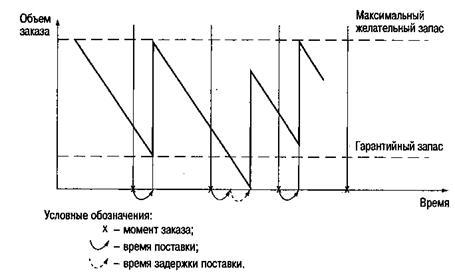 Объем
заказа
Максимальный
желательный запас
Гарантийный запас
Время
Условные обозначения:
х – момент заказа;
– время поставки;
– время задержки поставки.